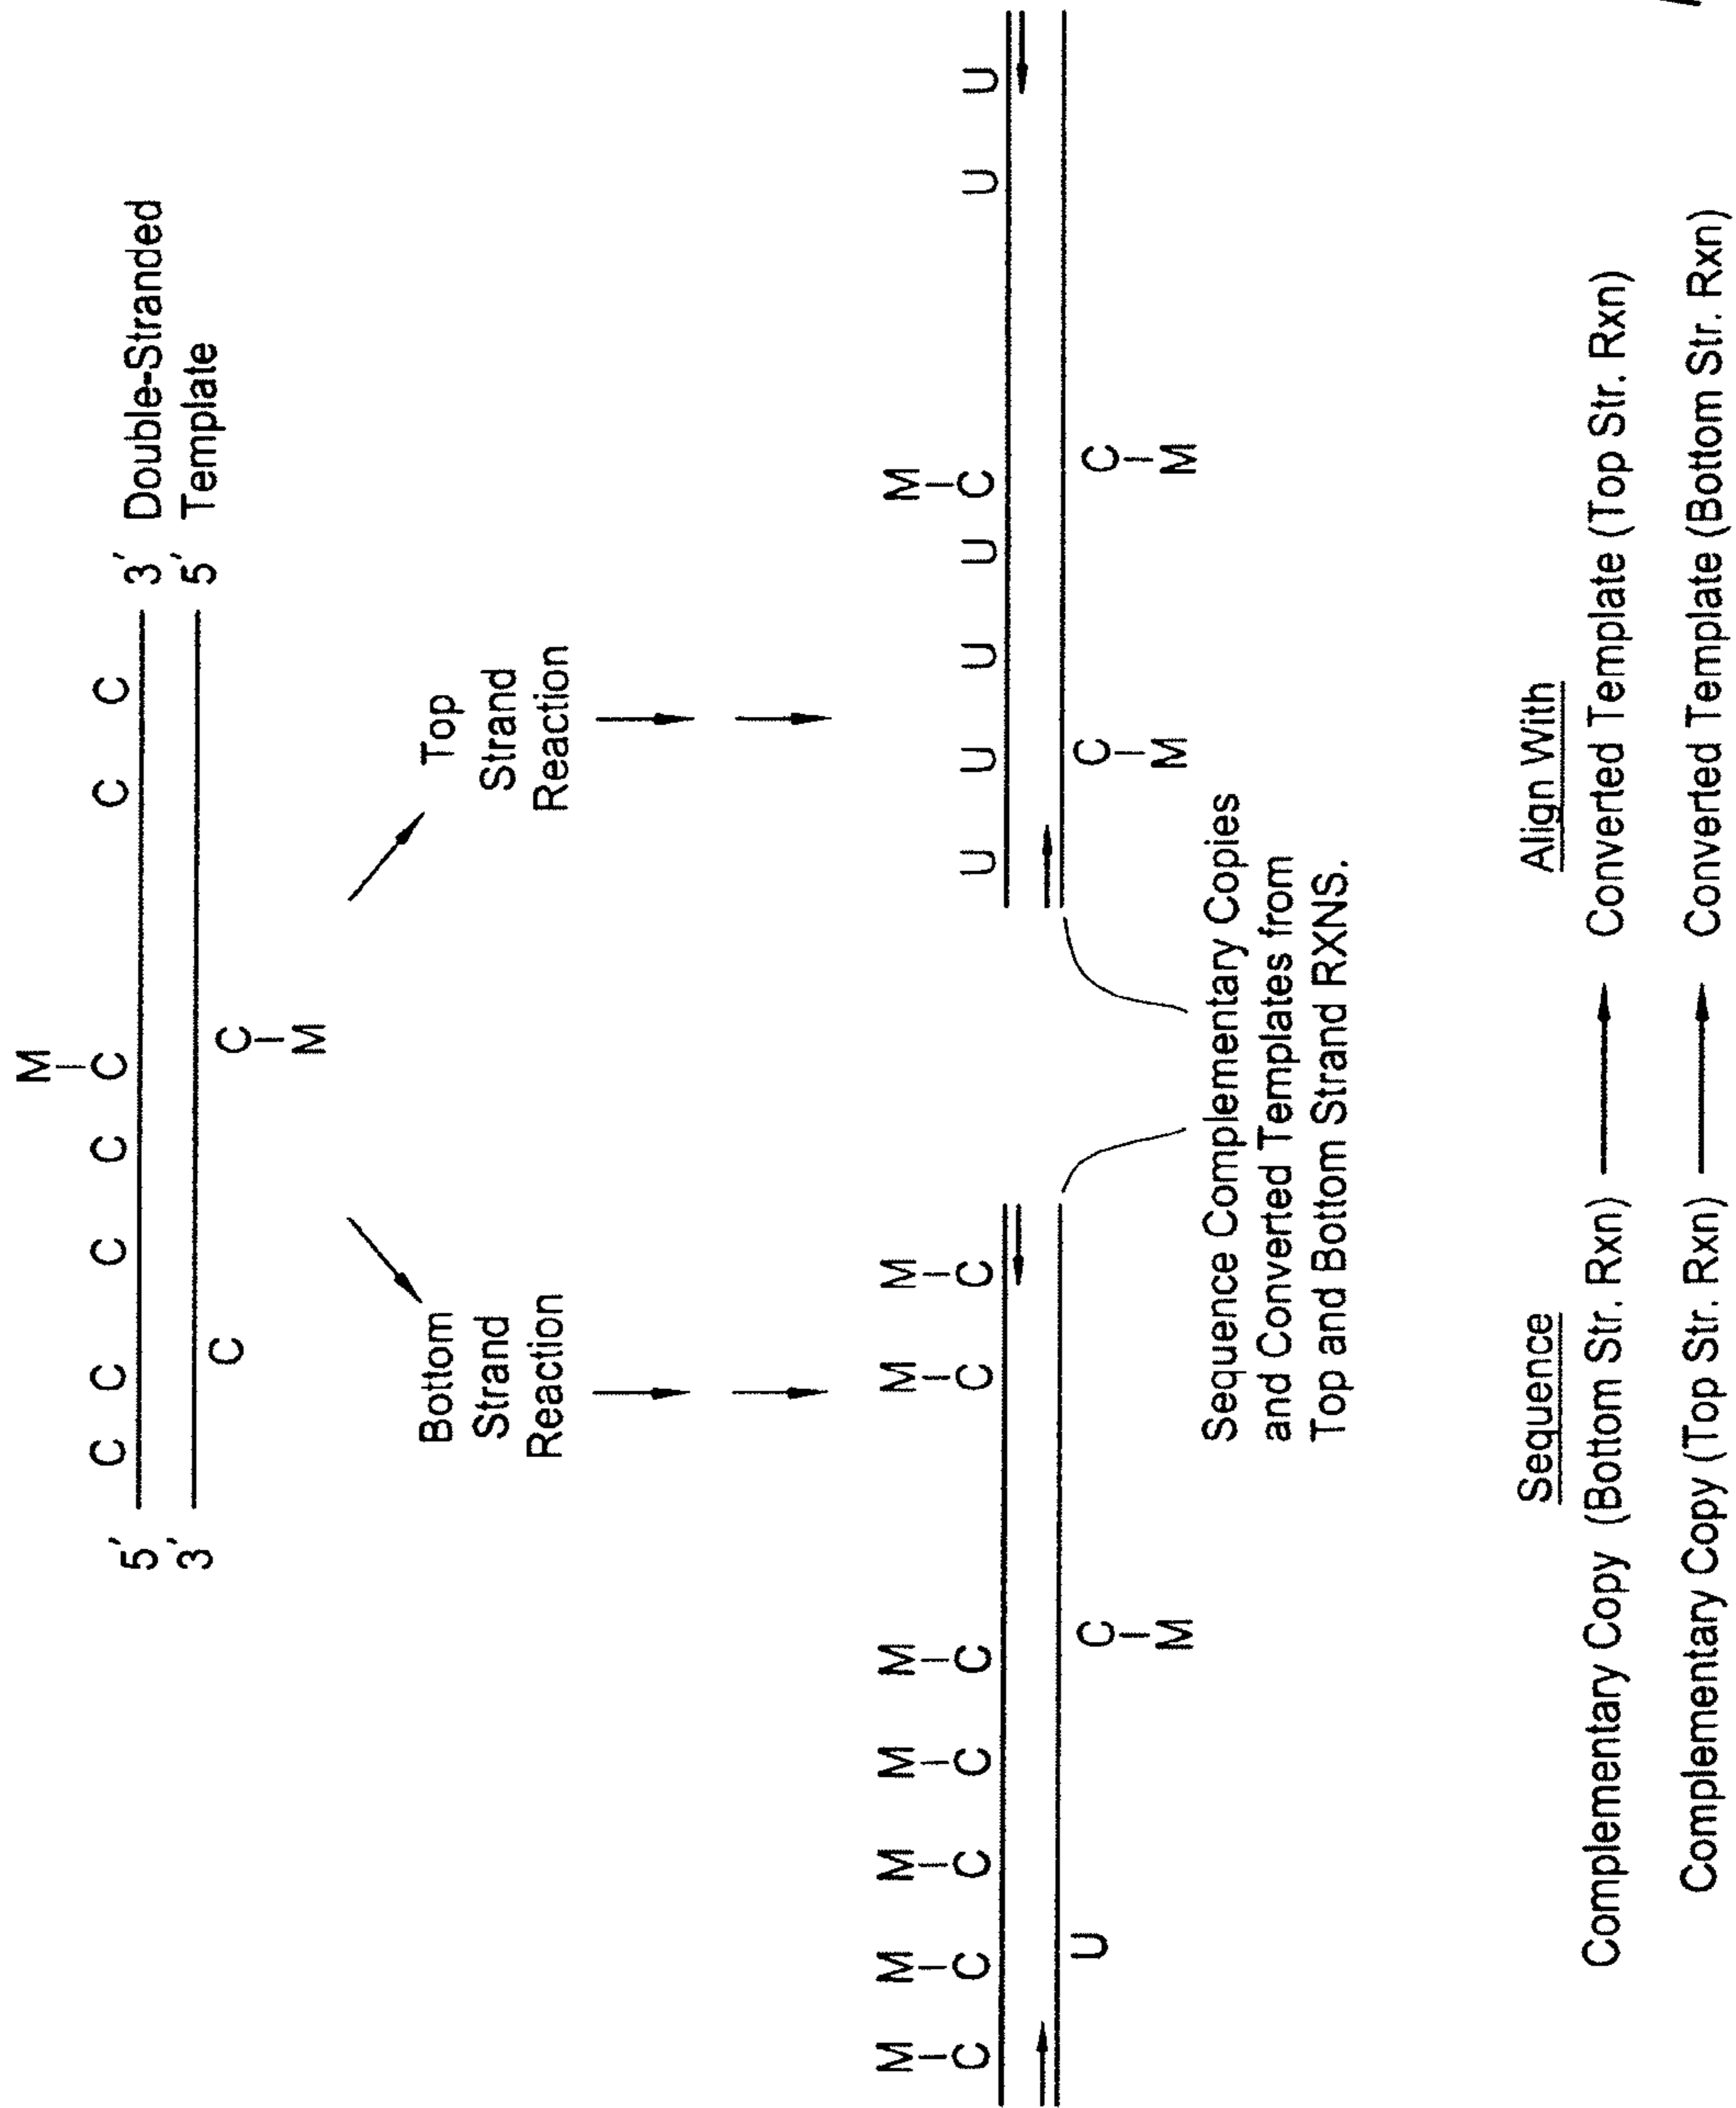 M
C C C C C C C
5′ 3′ Double-Stranded
3′ 5′ Template
C C
M
Bottom
Strand
Reaction
Top
Strand
Reaction
M M M M M M M
C C C C C C C
U C
M
M
U U U U C U U
C C
M M
Sequence Complementary Copies
and Converted Templates from
Top and Bottom Strand RXNS.
Sequence Align With
Complementary Copy (Bottom Str. Rxn) Converted Template (Top Str. Rxn)
Complementary Copy (Top Str. Rxn) Converted Template (Bottom Str. Rxn)